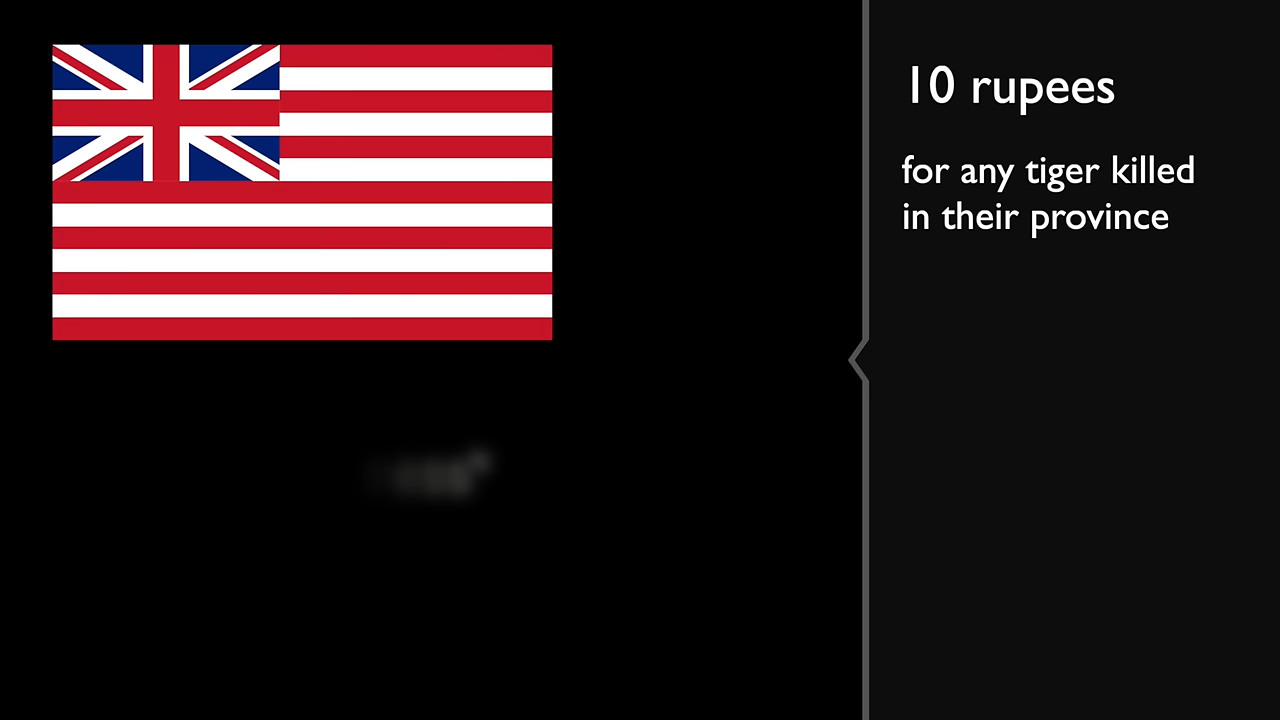 10 rupees
for any tiger killed
in their province